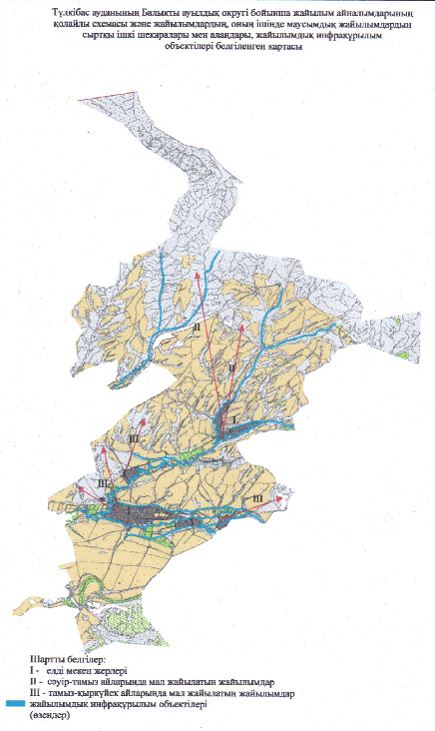 Түлкібас ауданының Балықты ауылдық округі бойынша жайылым айналымдарының
қолайлы схемасы және жайылымдардың, оның ішінде маусымдық жайылымдардың
сыртқы ішкі шекаралары мен алаңдары, жайылымдық инфрақұрылым
объектілері белгіленген картасы
II
II
I
III
I
III
III
I
I
Шартты белгілер:
I - елді мекен жерлері
II - сәуір-тамыз айларында мал жайылатын жайылымдар
III - тамыз-қыркүйек айларында мал жайылатын жайылымдар
жайылымдық инфрақұрылым объектілері
(өзендер)